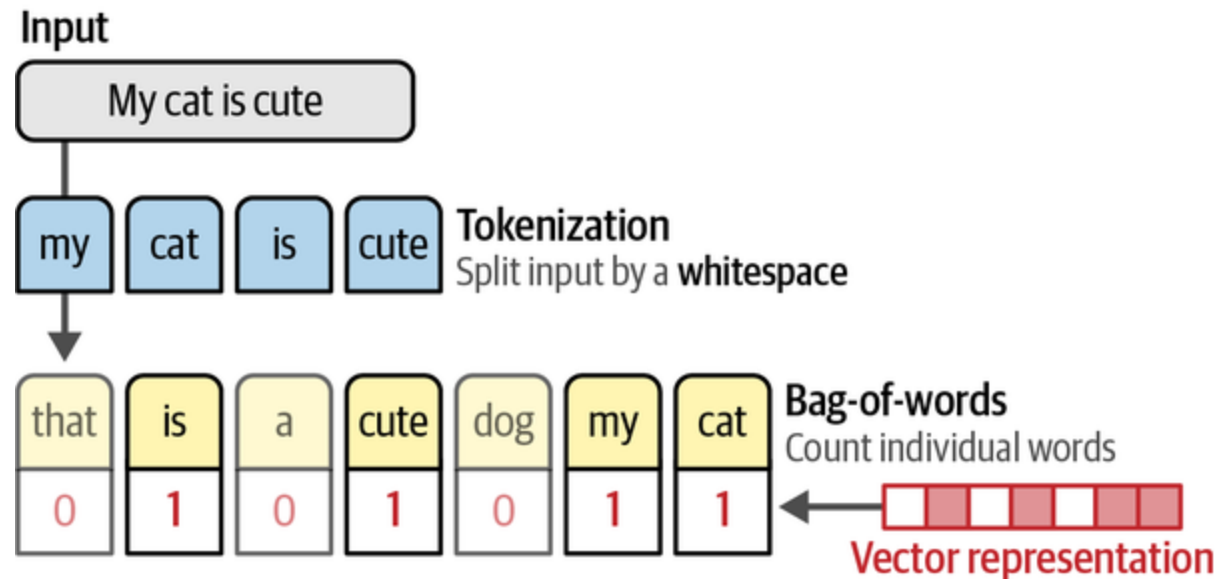 Input
My cat is cute
my cat is cute
Tokenization
Split input by a whitespace
that is a cute dog my cat
0 1 0 1 0 1 1
Bag-of-words
Count individual words
Vector representation